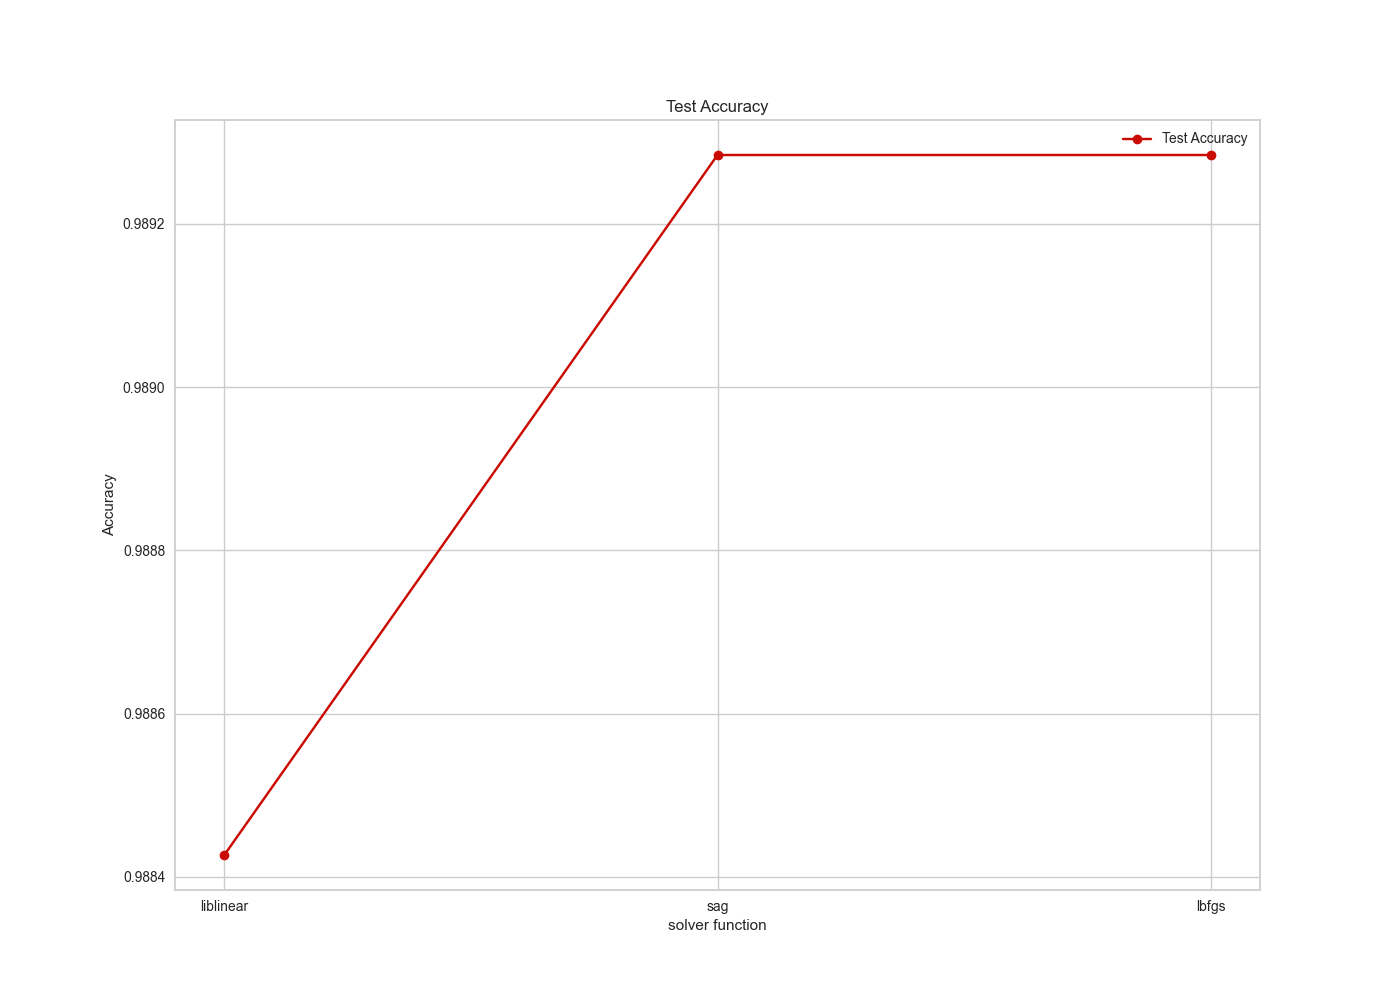 Test Accuracy
Test Accuracy
0.9892
0.9890
0.9888
0.9886
0.9884
Accuracy
liblinear
sag
lbfgs
solver function